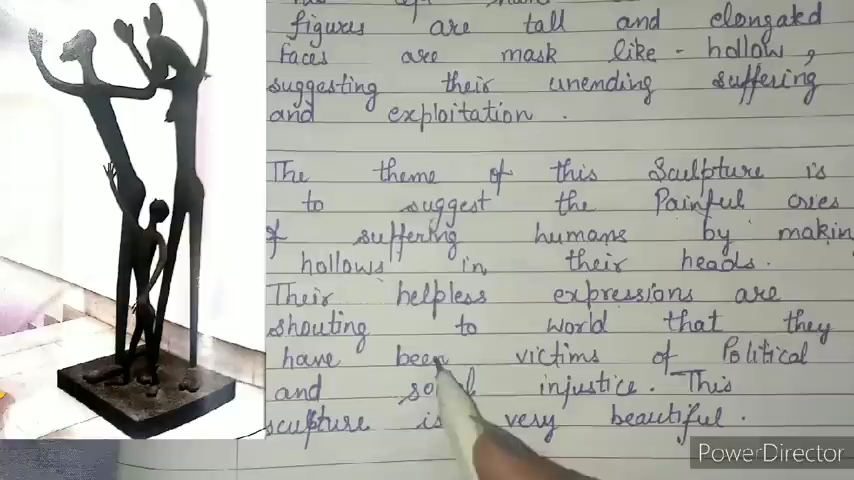 figures are tall and elongated
faces are mask like - hollow,
suggesting their unending suffering
and exploitation.
The theme of this Sculpture is
to suggest the Painful cries
of suffering humans by makin
hollows in their heads.
Their helpless expressions are
shouting to world that they
have been victims of Political
and social injustice. This
sculpture is very beautiful.
PowerDirector